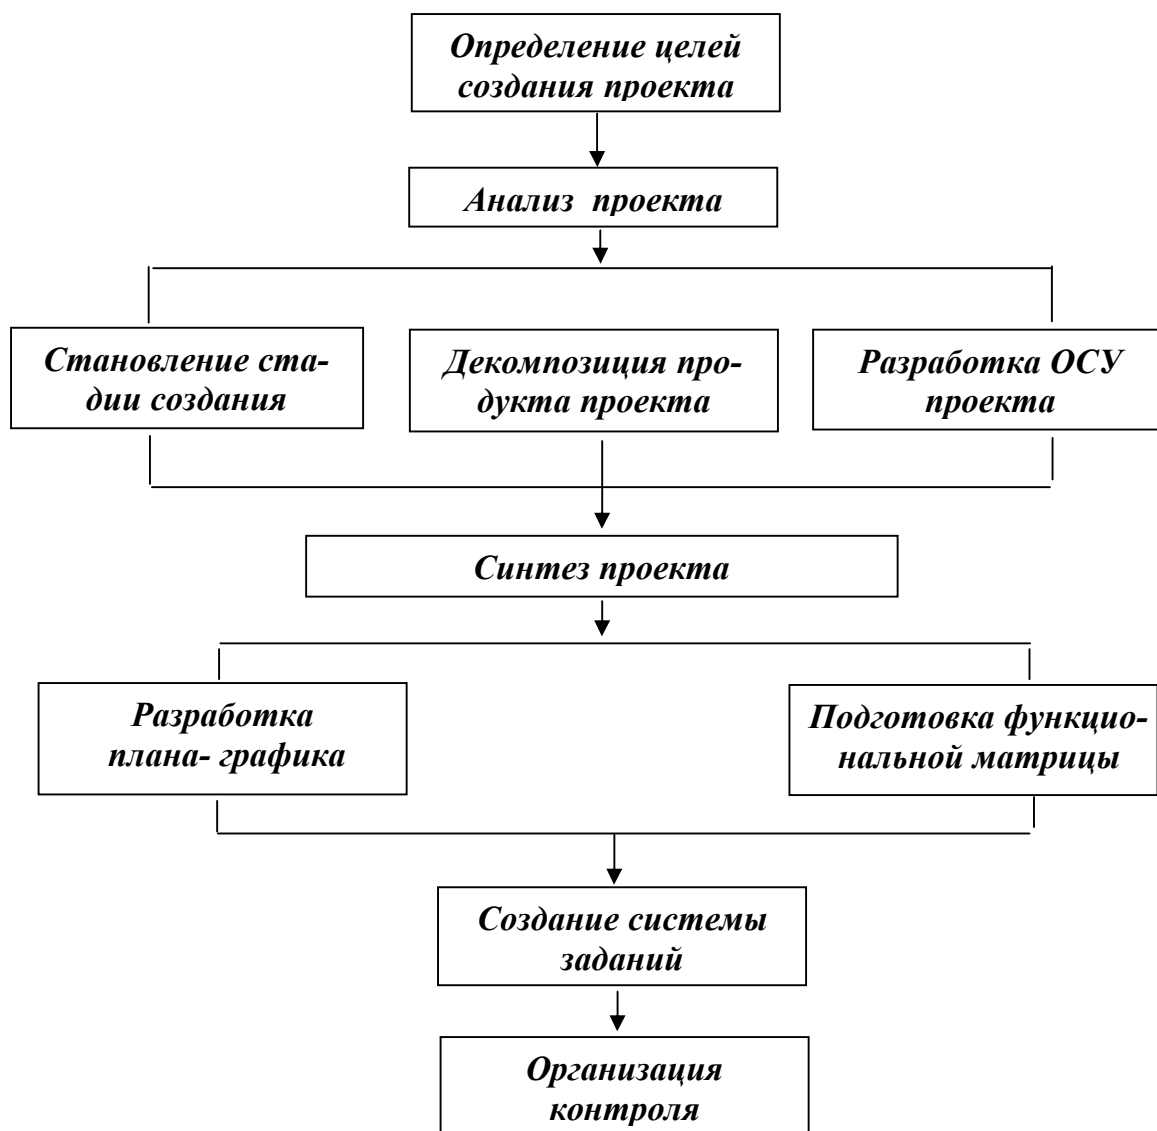 Определение целей
создания проекта
Анализ проекта
Становление ста-
дии создания
Декомпозиция про-
дукта проекта
Разработка ОСУ
проекта
Синтез проекта
Разработка
плана- графика
Подготовка функцио-
нальной матрицы
Создание системы
заданий
Организация
контроля